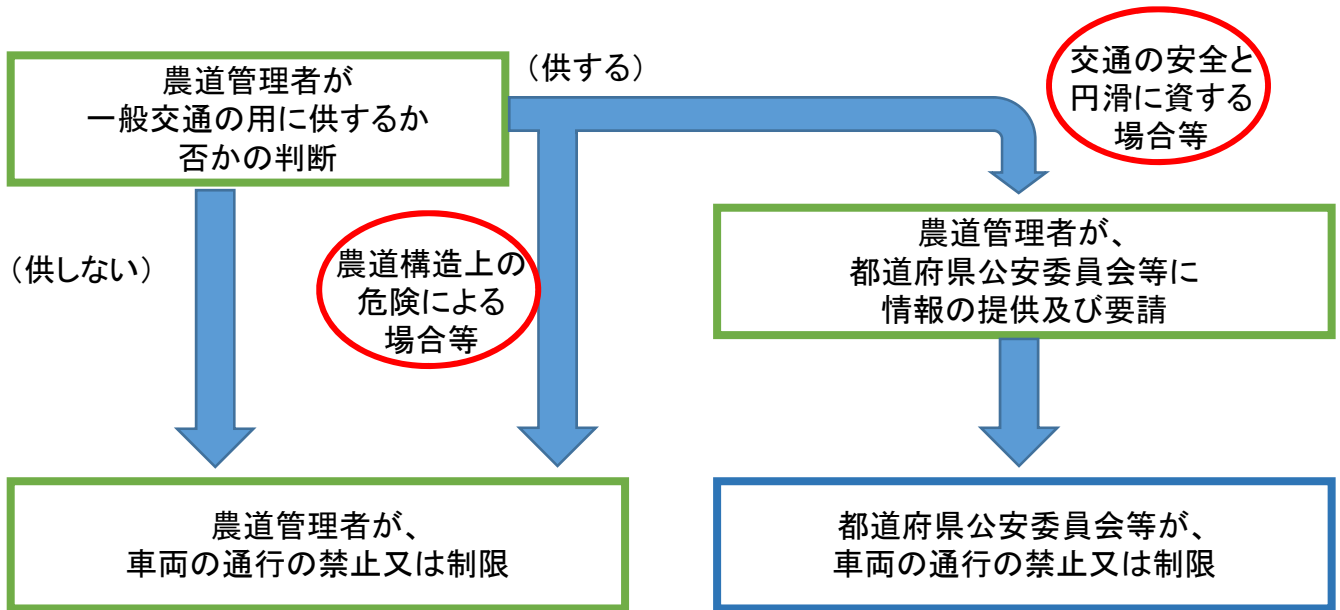 農道管理者が
一般交通の用に供するか
否かの判断
（供する）
交通の安全と
円滑に資する
場合等
（供しない）
農道構造上の
危険による
場合等
農道管理者が、
都道府県公安委員会等に
情報の提供及び要請
農道管理者が、
車両の通行の禁止又は制限
都道府県公安委員会等が、
車両の通行の禁止又は制限